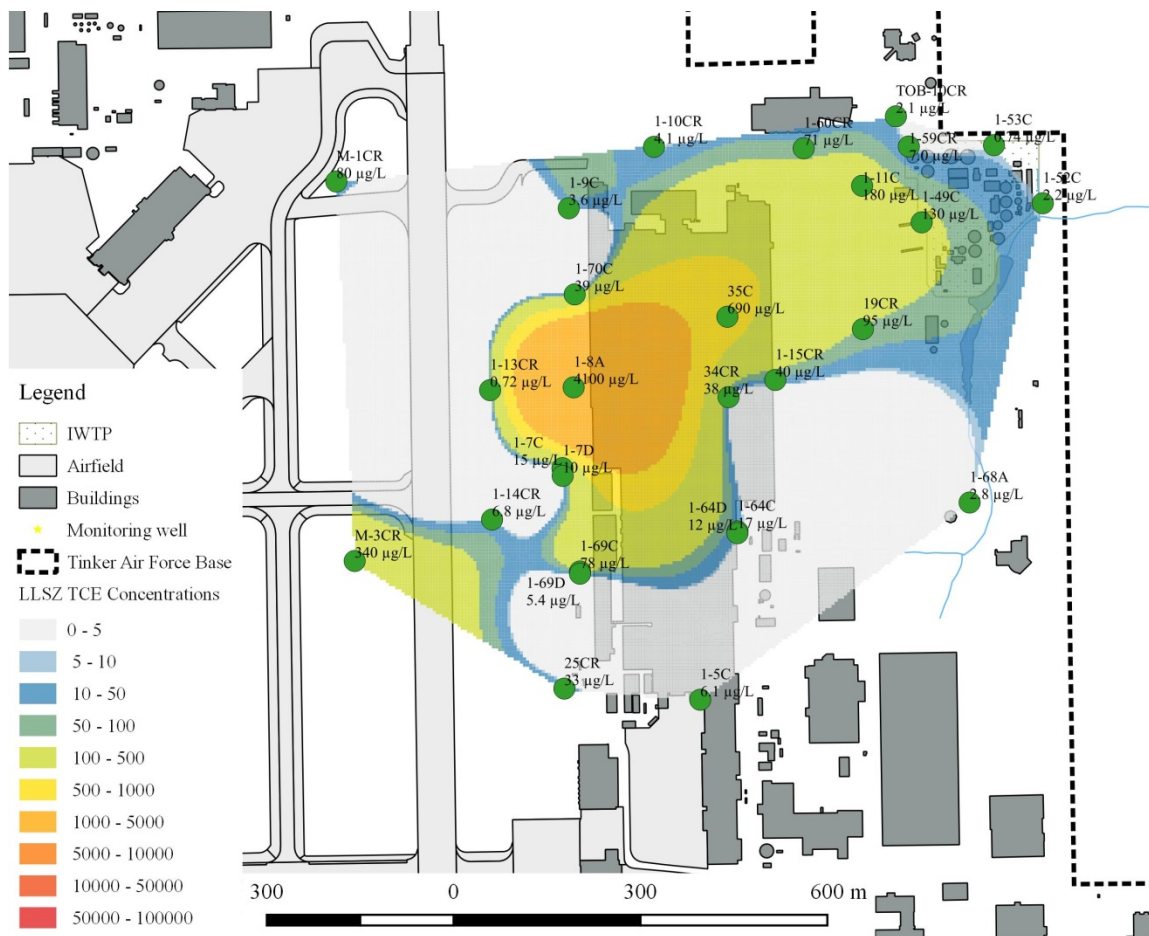 TOB-10CR
2.1 µg/L
1-10CR
4.1 µg/L
1-60CR
71 µg/L
1-59CR
7.0 µg/L
1-53C
0.74 µg/L
M-1CR
80 µg/L
1-9C
3.6 µg/L
1-11C
180 µg/L
1-49C
130 µg/L
1-52C
2.2 µg/L
1-70C
39 µg/L
35C
690 µg/L
19CR
95 µg/L
1-13CR
0.72 µg/L
1-8A
4100 µg/L
34CR
38 µg/L
1-15CR
40 µg/L
1-7C
15 µg/L
1-7D
10 µg/L
1-14CR
6.8 µg/L
1-64D
12 µg/L
1-64C
17 µg/L
1-68A
2.8 µg/L
M-3CR
340 µg/L
1-69C
78 µg/L
1-69D
5.4 µg/L
25CR
33 µg/L
1-5C
6.1 µg/L
Legend
IWTP
Airfield
Buildings
Monitoring well
Tinker Air Force Base
LLSZ TCE Concentrations
0 - 5
5 - 10
10 - 50
50 - 100
100 - 500
500 - 1000
1000 - 5000
5000 - 10000
10000 - 50000
50000 - 100000
300 0 300 600 m